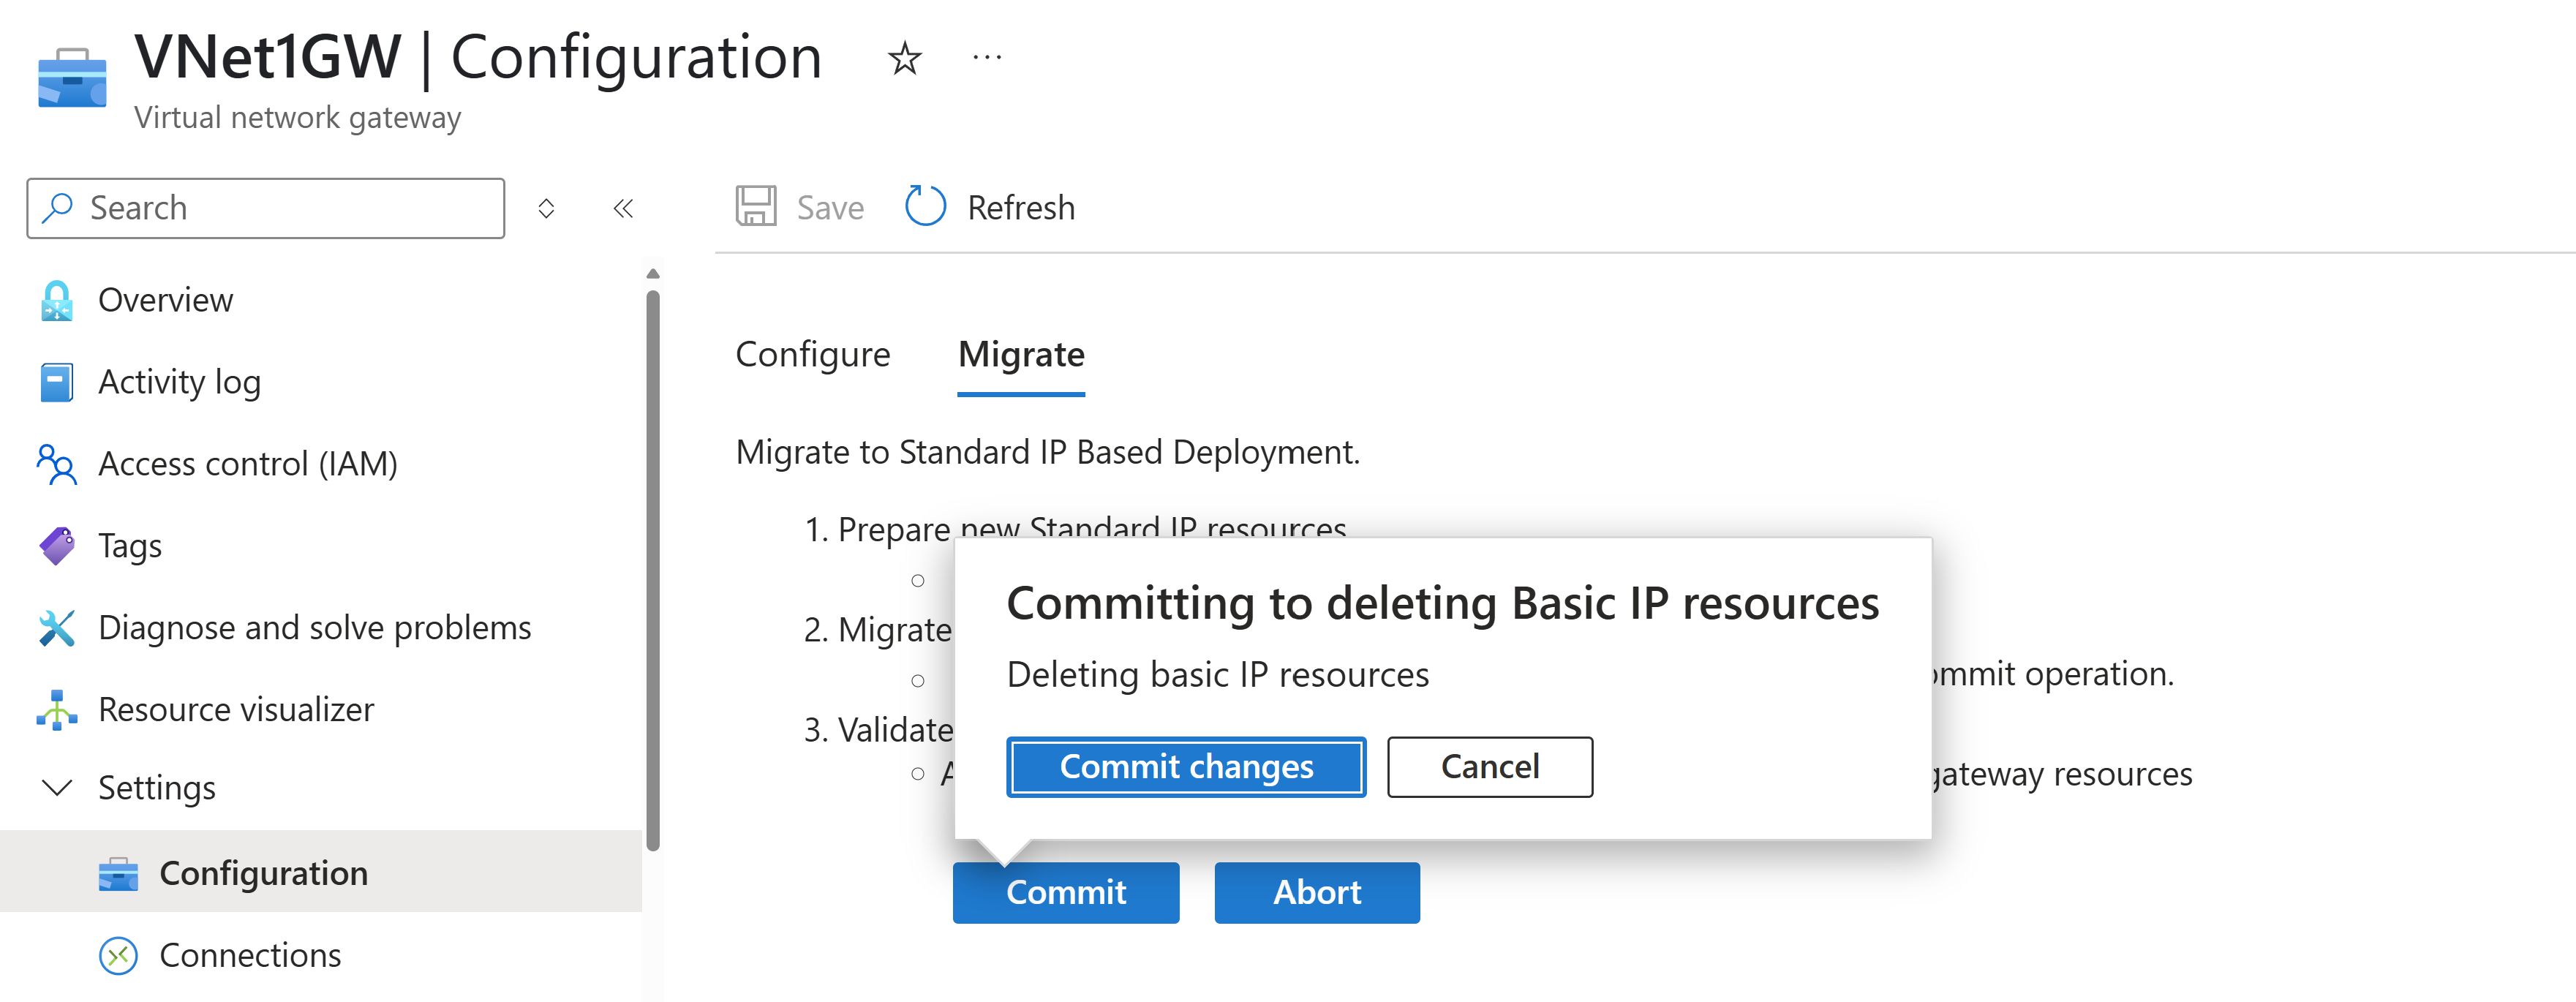 VNet1GW | Configuration
Virtual network gateway
Search
Save
Refresh
Overview
Activity log
Access control (IAM)
Tags
Diagnose and solve problems
Resource visualizer
Settings
Configuration
Connections
Configure
Migrate
Migrate to Standard IP Based Deployment.
1. Prepare new Standard IP resources
2. Migrate
operation.
3. Validate
gateway resources
Committing to deleting Basic IP resources
Deleting basic IP resources
Commit changes
Cancel
Commit
Abort